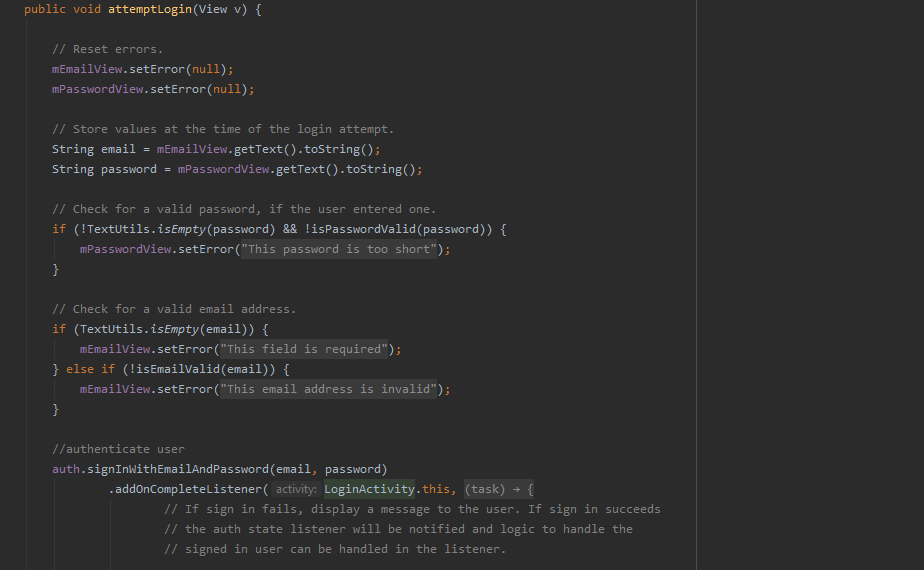 public void attemptLogin(View v) {
// Reset errors.
mEmailView.setError(null);
mPasswordView.setError(null);
// Store values at the time of the login attempt.
String email = mEmailView.getText().toString();
String password = mPasswordView.getText().toString();
// Check for a valid password, if the user entered one.
if (!TextUtils.isEmpty(password) && !isPasswordValid(password)) {
mPasswordView.setError("This password is too short");
}
// Check for a valid email address.
if (TextUtils.isEmpty(email)) {
mEmailView.setError("This field is required");
} else if (!isEmailValid(email)) {
mEmailView.setError("This email address is invalid");
}
//authenticate user
auth.signInWithEmailAndPassword(email, password)
.addOnCompleteListener( activity: LoginActivity.this, (task) → {
// If sign in fails, display a message to the user. If sign in succeeds
// the auth state listener will be notified and logic to handle the
// signed in user can be handled in the listener.